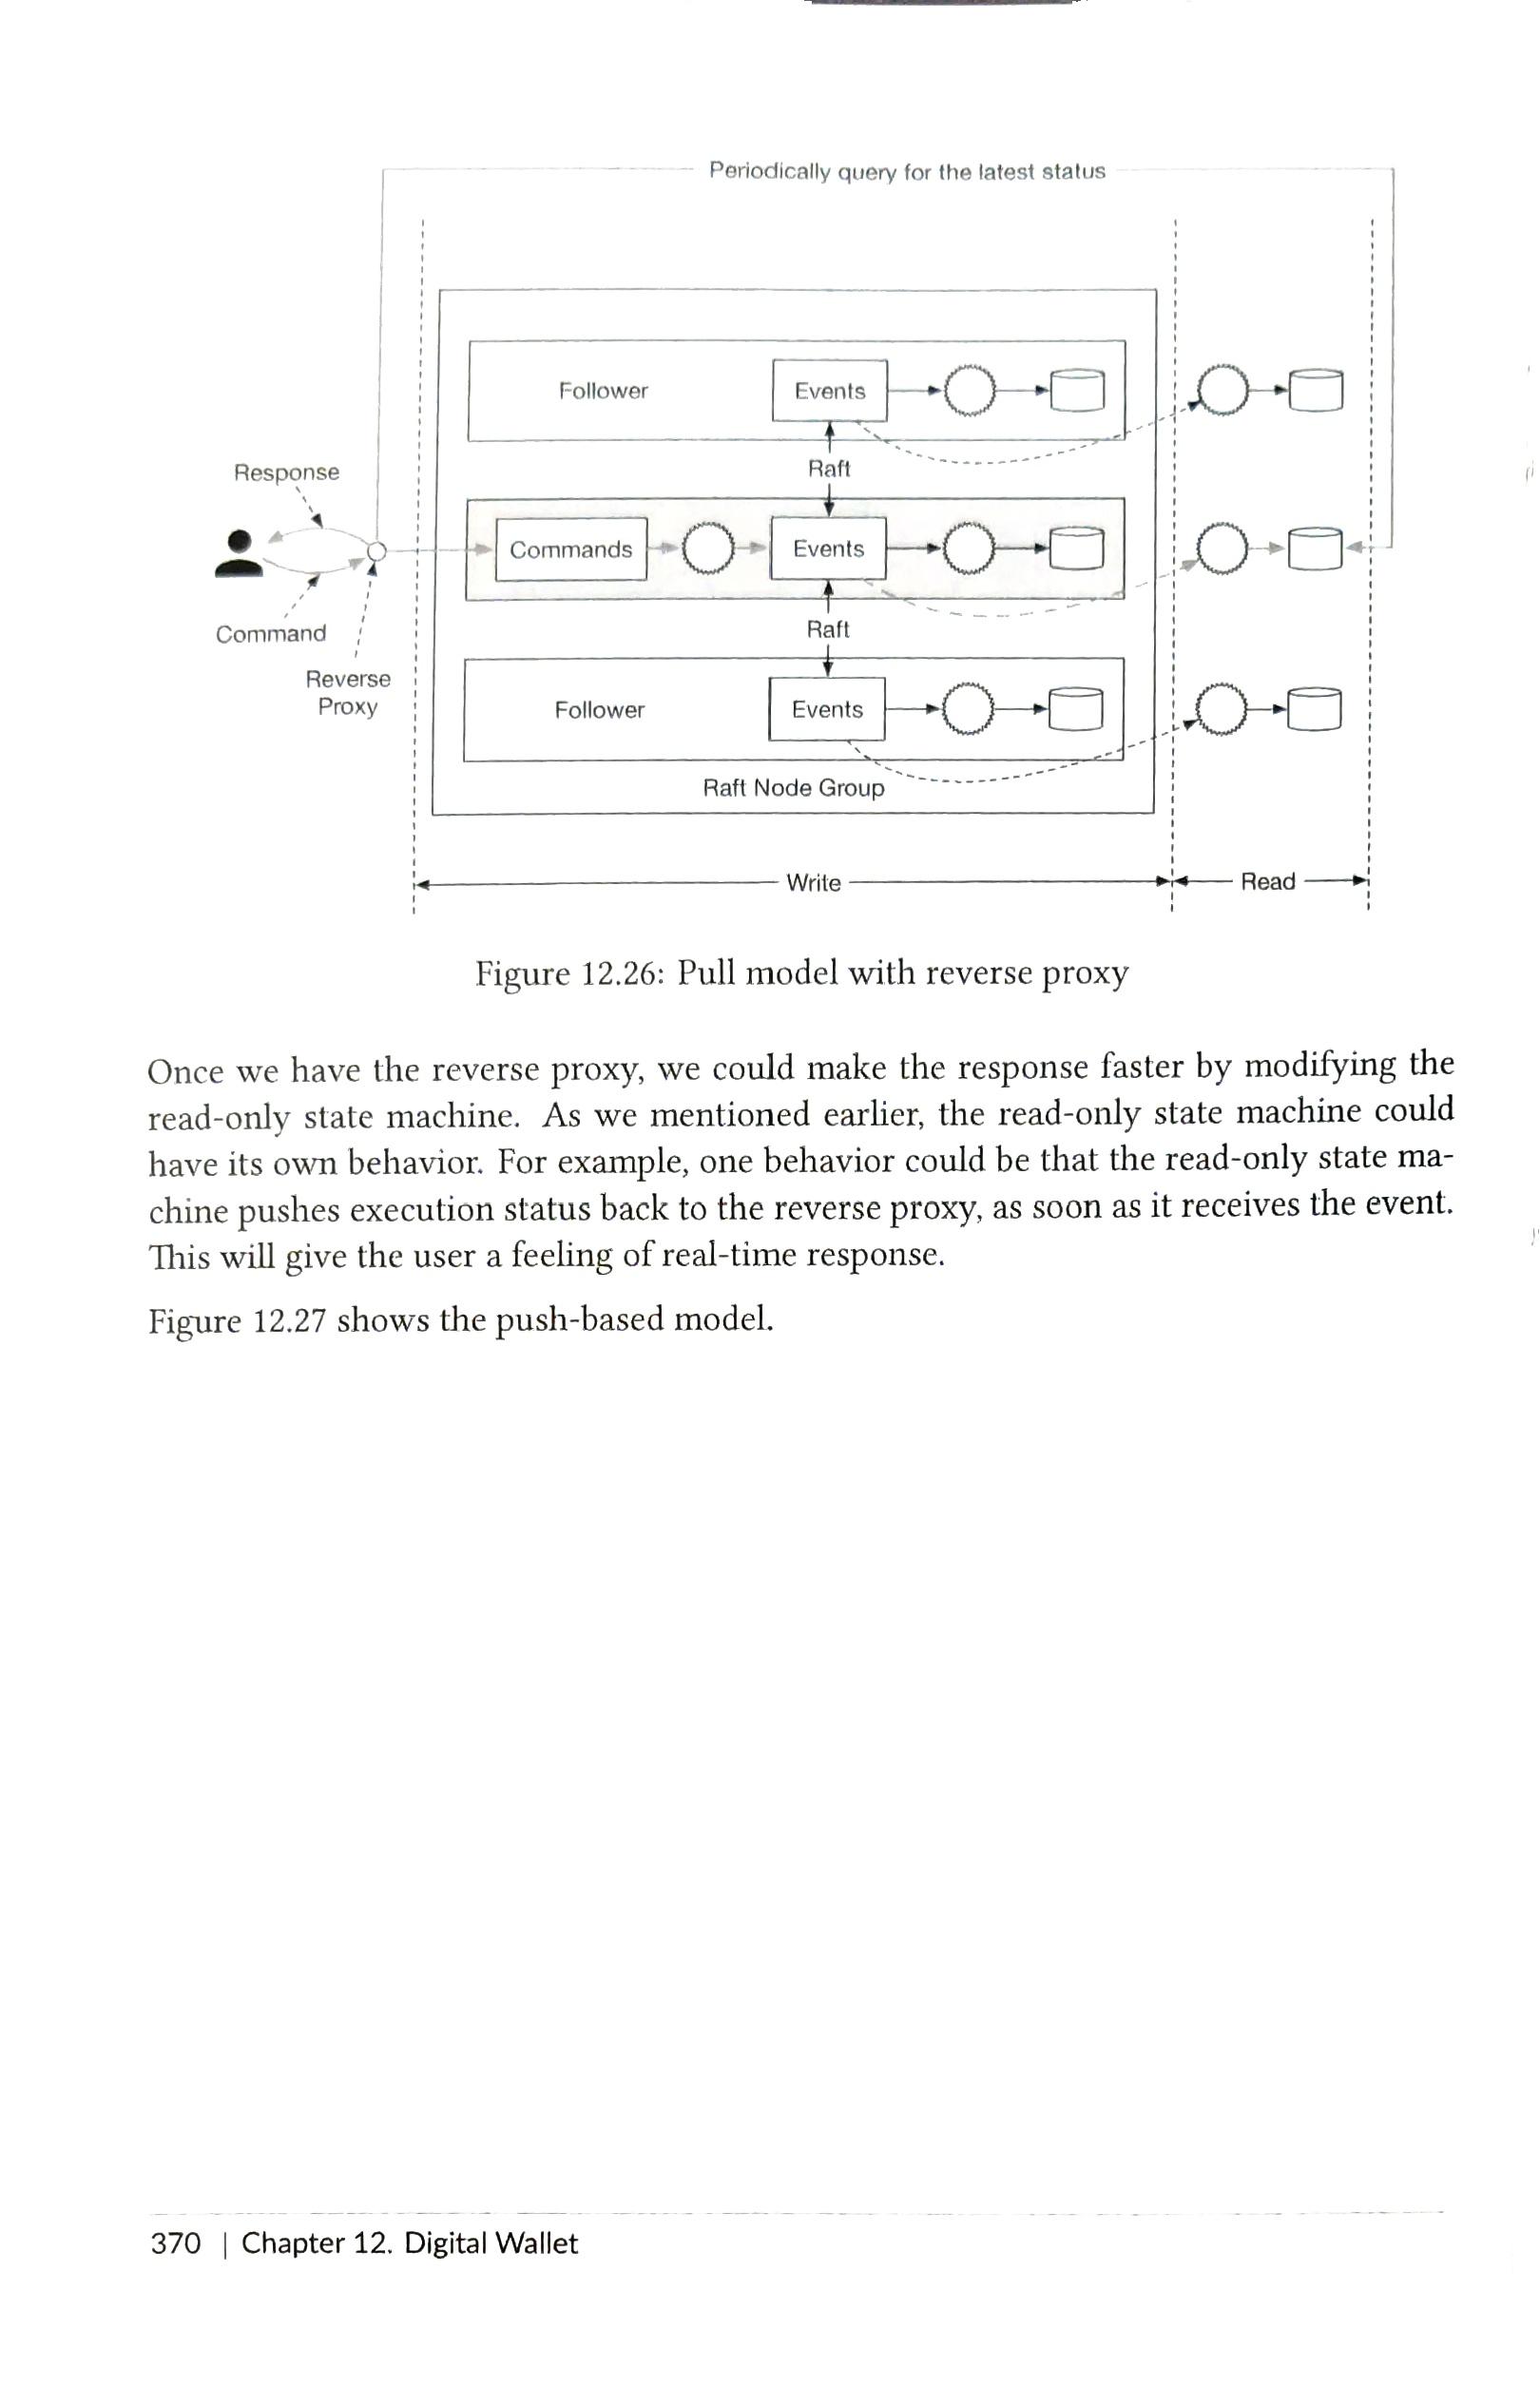 Periodically query for the latest status
Follower
Events
Raft
Response
Commands
Events
Command
Raft
Reverse
Proxy
Follower
Events
Raft Node Group
Write
Read
Figure 12.26: Pull model with reverse proxy
Once we have the reverse proxy, we could make the response faster by modifying the
read-only state machine. As we mentioned earlier, the read-only state machine could
have its own behavior. For example, one behavior could be that the read-only state ma-
chine pushes execution status back to the reverse proxy, as soon as it receives the event.
This will give the user a feeling of real-time response.
Figure 12.27 shows the push-based model.
370 | Chapter 12. Digital Wallet